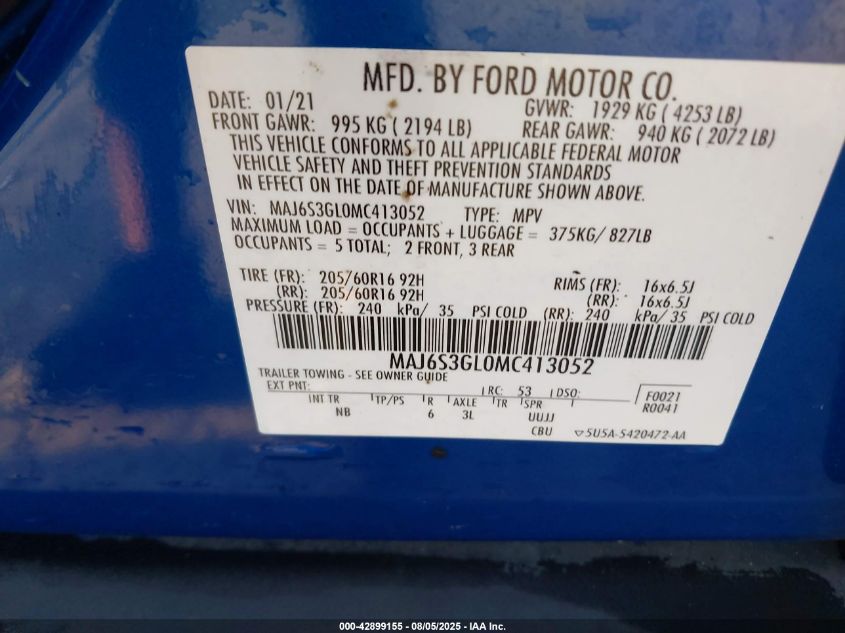 MFD. BY FORD MOTOR CO.
DATE: 01/21 GVWR: 1929 KG ( 4253 LB)
FRONT GAWR: 995 KG ( 2194 LB) REAR GAWR: 940 KG ( 2072 LB)
THIS VEHICLE CONFORMS TO ALL APPLICABLE FEDERAL MOTOR
VEHICLE SAFETY AND THEFT PREVENTION STANDARDS
IN EFFECT ON THE DATE OF MANUFACTURE SHOWN ABOVE.
VIN: MAJ6S3GL0MC413052 TYPE: MPV
MAXIMUM LOAD = OCCUPANTS + LUGGAGE = 375KG/ 827LB
OCCUPANTS = 5 TOTAL; 2 FRONT, 3 REAR
TIRE (FR): 205/60R16 92H RIMS (FR): 16x6.5J
(RR): 205/60R16 92H (RR): 16x6.5J
PRESSURE (FR): 240 kPa/ 35 PSI COLD (RR): 240 kPa/ 35 PSI COLD
MAJ6S3GL0MC413052
TRAILER TOWING - SEE OWNER GUIDE
EXT PNT: RC: 53 DSO: F0021
R0041
INT TR TP/PS R AXLE TR SPR
NB 6 3L UUJJ
CBU 5U5A-5420472-AA
000-42899155 - 08/05/2025 - IAA Inc.